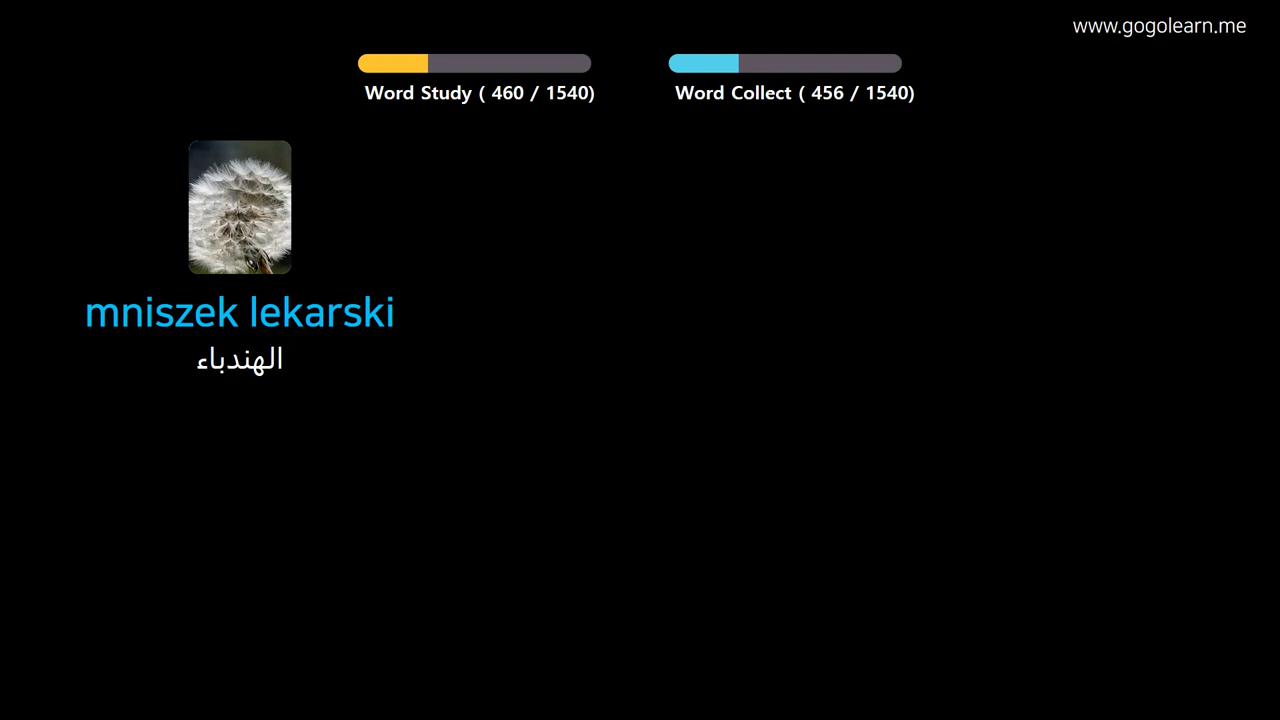 www.gogolearn.me
Word Study ( 460 / 1540)
Word Collect ( 456 / 1540)
mniszek lekarski
الهندباء